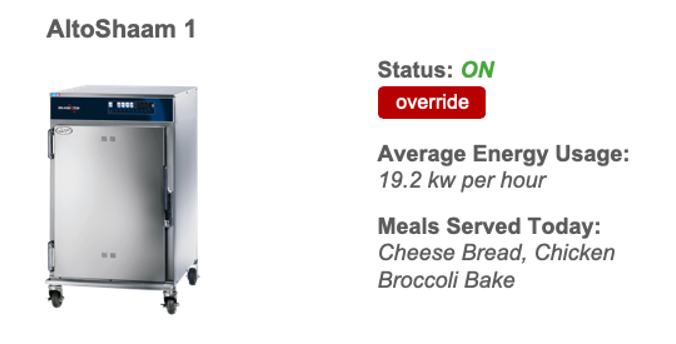 AltoShaam 1
Status: ON
override
Average Energy Usage:
19.2 kw per hour
Meals Served Today:
Cheese Bread, Chicken
Broccoli Bake